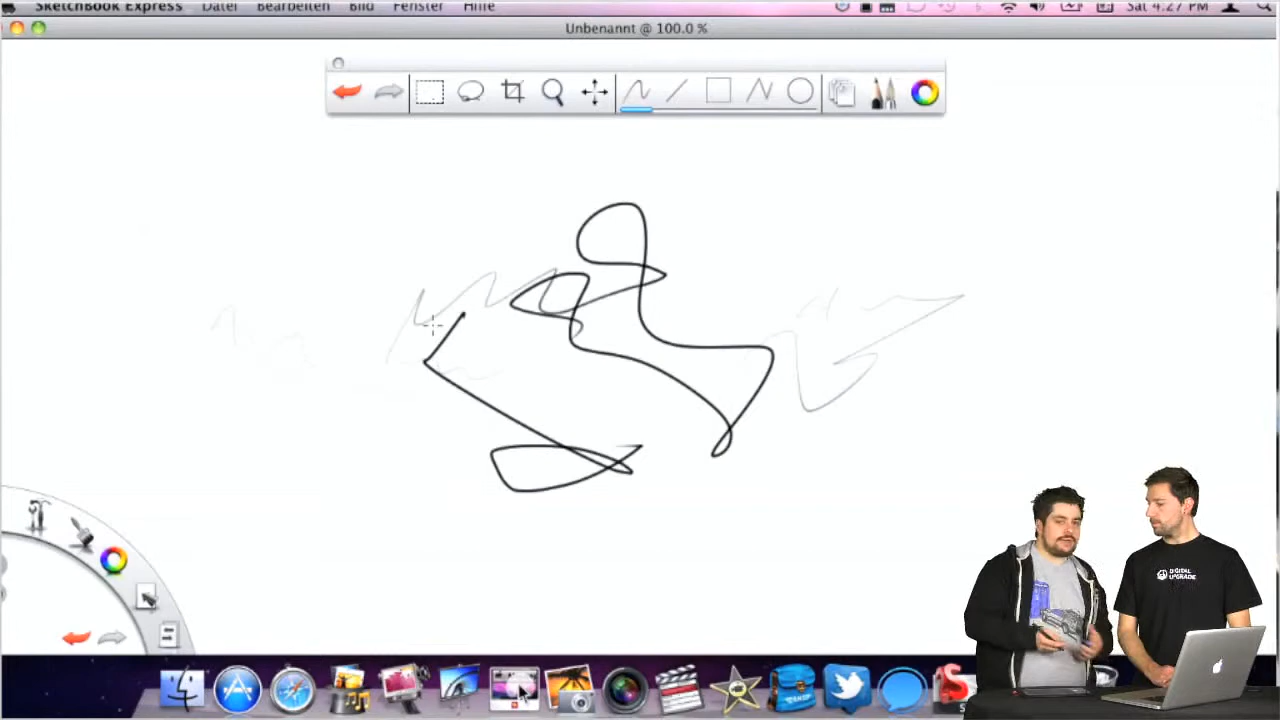 SketchBook Express Datei Bearbeiten Bild Fenster Hilfe Sat 4:27 PM
Unbenannt @ 100.0 %
DIGITAL
UPGRADE